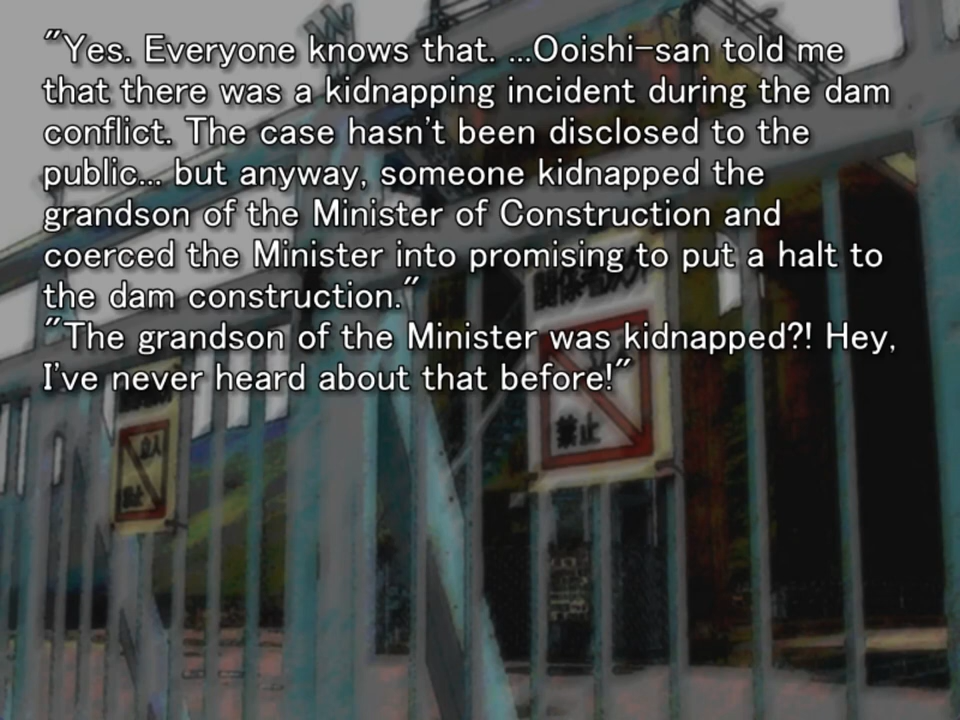 "Yes. Everyone knows that. ...Ooishi-san told me
that there was a kidnapping incident during the dam
conflict. The case hasn't been disclosed to the
public... but anyway, someone kidnapped the
grandson of the Minister of Construction and
coerced the Minister into promising to put a halt to
the dam construction."
"The grandson of the Minister was kidnapped?! Hey,
I've never heard about that before!"
禁止